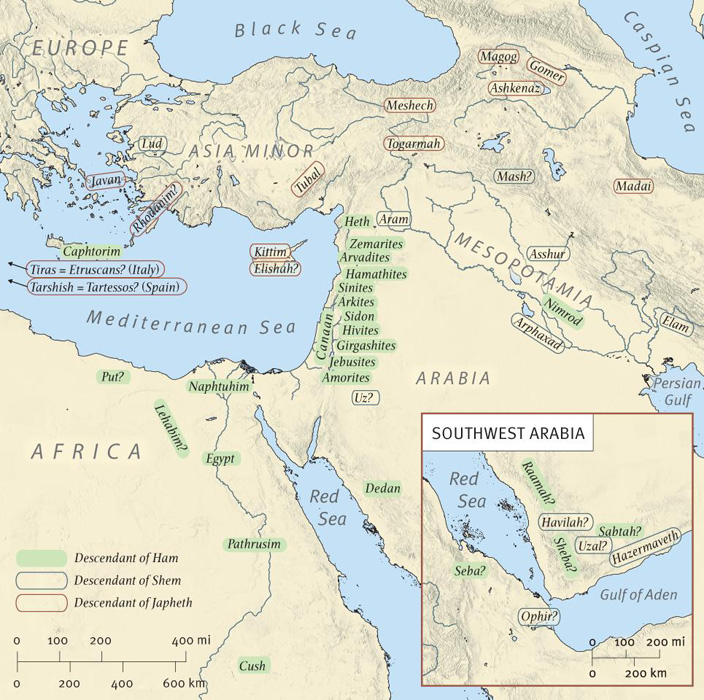 EUROPE
Black Sea
Caspian Sea
Magog
Gomer
Ashkenaz
Meshech
Lud
ASIA MINOR
Togarmah
Javan
Rhodanim?
Tubal
Mash?
Madai
Heth
Aram
Captorim
Kittim
Elishah?
Zemarites
Arvadites
MESOPOTAMIA
Asshur
Tiras = Etruscans? (Italy)
Tarshish = Tartessos? (Spain)
Hamathites
Sinites
Arkites
Sidon
Hivites
Girgashites
Jebusites
Amorites
Canaan
Nimrod
Arphaxad
Elam
Mediterranean Sea
Put?
Naphtuhim
Uz?
ARABIA
Persian
Gulf
Lehabim?
AFRICA
Egypt
Red
Sea
Dedan
Pathrusim
Cush
Descendant of Ham
Descendant of Shem
Descendant of Japheth
0 100 200 400 mi
0 200 400 600 km
SOUTHWEST ARABIA
Red
Sea
Raamah?
Havilah?
Sabtah?
Sheba?
Uzal?
Hazermaveth
Seba?
Gulf of Aden
Ophir?
0 100 200 mi
0 200 km